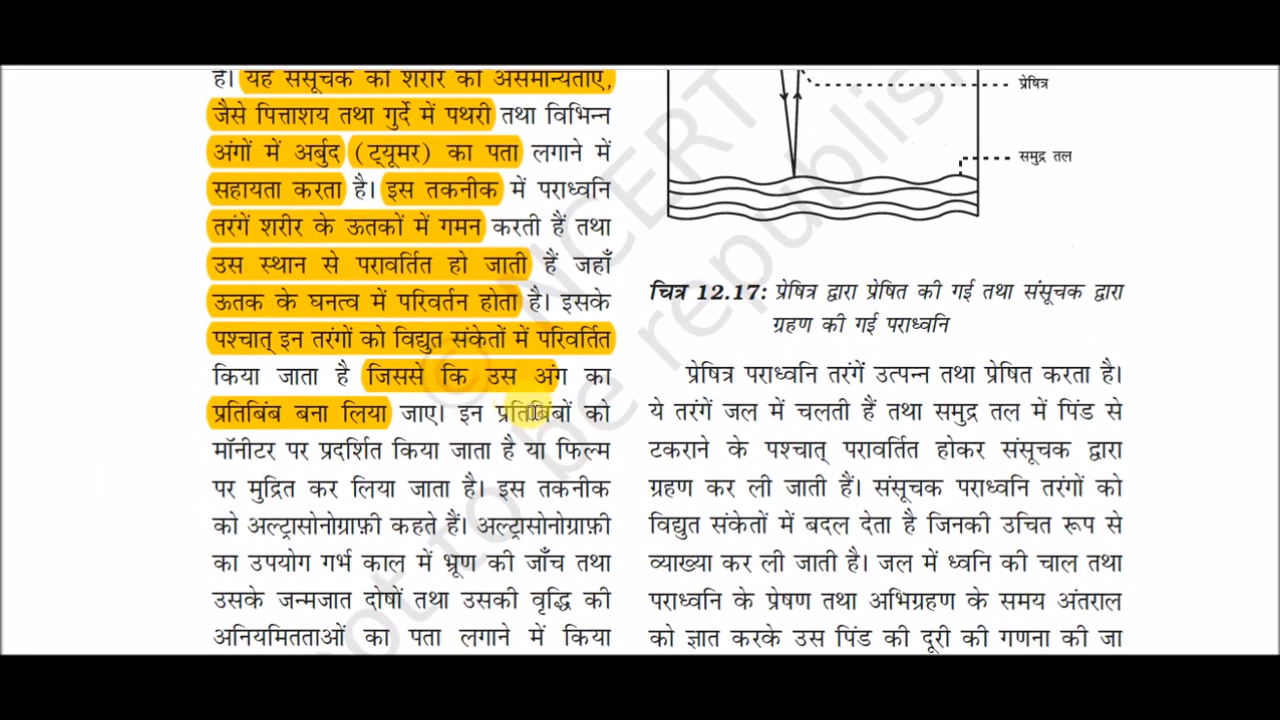 है। यह संसूचक को शरीर की असमान्यताएँ,
जैसे पित्ताशय तथा गुर्दे में पथरी तथा विभिन्न
अंगों में अर्बुद (ट्यूमर) का पता लगाने में
सहायता करता है। इस तकनीक में पराध्वनि
तरंगें शरीर के ऊतकों में गमन करती हैं तथा
उस स्थान से परावर्तित हो जाती हैं जहाँ
ऊतक के घनत्व में परिवर्तन होता है। इसके
पश्चात् इन तरंगों को विद्युत संकेतों में परिवर्तित
किया जाता है जिससे कि उस अंग का
प्रतिबिंब बना लिया जाए। इन प्रतिबिंबों को
मॉनीटर पर प्रदर्शित किया जाता है या फिल्म
पर मुद्रित कर लिया जाता है। इस तकनीक
को अल्ट्रासोनोग्राफ़ी कहते हैं। अल्ट्रासोनोग्राफ़ी
का उपयोग गर्भ काल में भ्रूण की जाँच तथा
उसके जन्मजात दोषों तथा उसकी वृद्धि की
अनियमितताओं का पता लगाने में किया
प्रेषित्र
समुद्र तल
चित्र 12.17: प्रेषित्र द्वारा प्रेषित की गई तथा संसूचक द्वारा
ग्रहण की गई पराध्वनि
प्रेषित्र पराध्वनि तरंगें उत्पन्न तथा प्रेषित करता है।
ये तरंगें जल में चलती हैं तथा समुद्र तल में पिंड से
टकराने के पश्चात् परावर्तित होकर संसूचक द्वारा
ग्रहण कर ली जाती हैं। संसूचक पराध्वनि तरंगों को
विद्युत संकेतों में बदल देता है जिनकी उचित रूप से
व्याख्या कर ली जाती है। जल में ध्वनि की चाल तथा
पराध्वनि के प्रेषण तथा अभिग्रहण के समय अंतराल
को ज्ञात करके उस पिंड की दूरी की गणना की जा
© NCERT
not to be republis